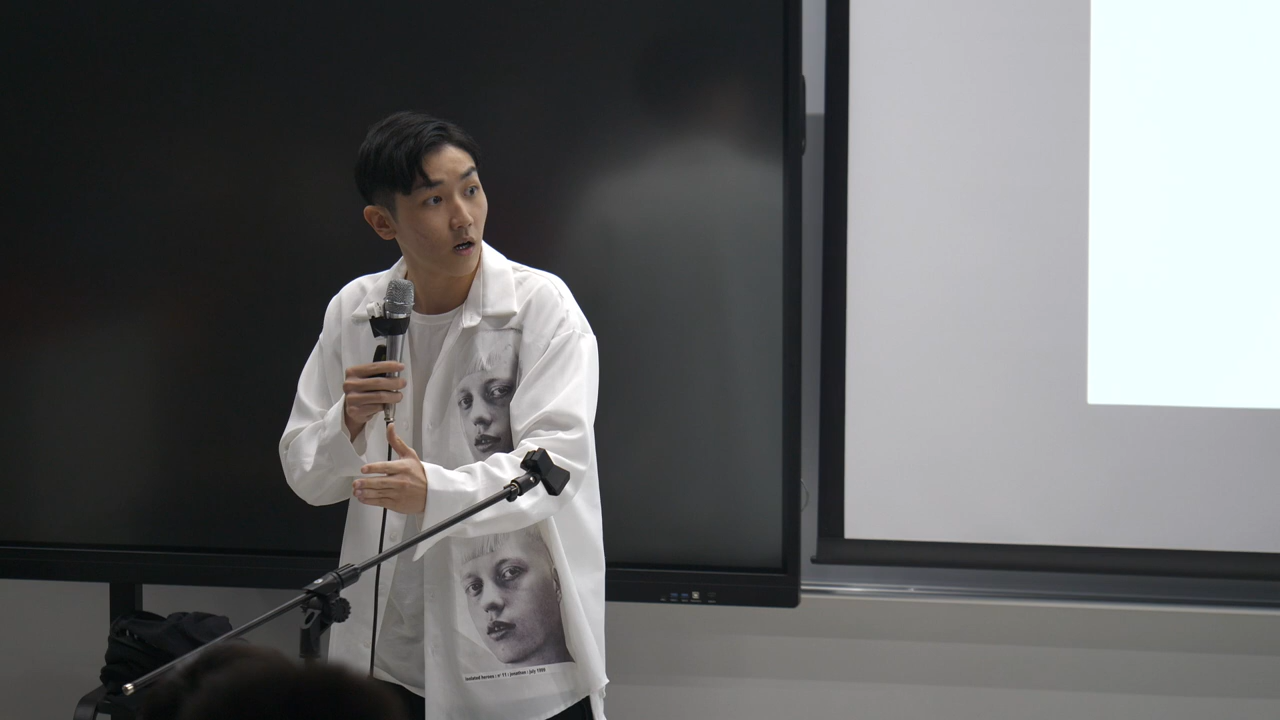 isolated heroes : n° 11 : jonathan : july 1999